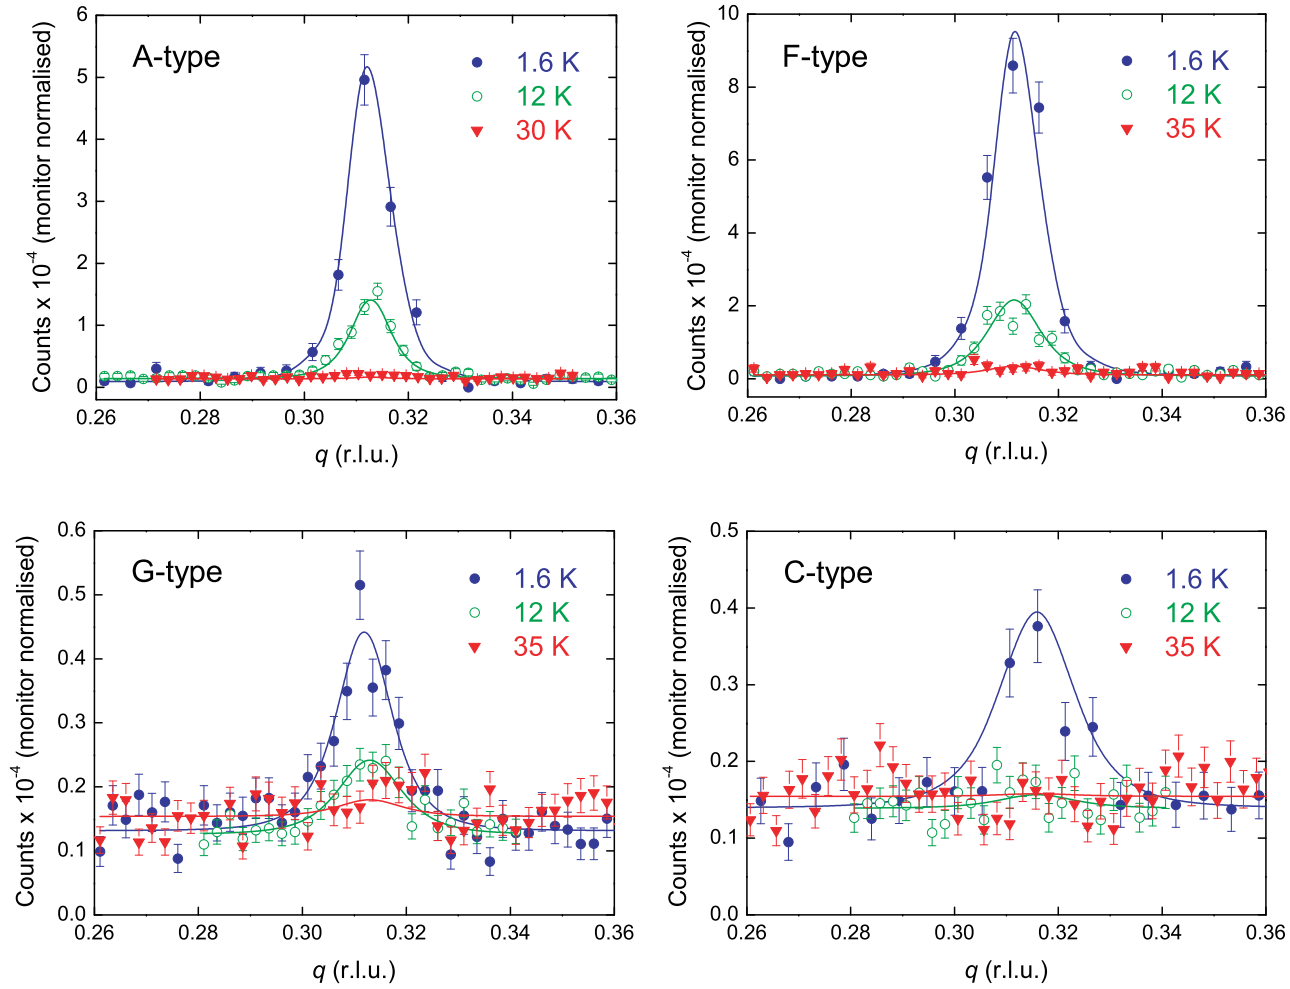 A-type
1.6 K
12 K
30 K
Counts x 10⁻⁴ (monitor normalised)
6
5
4
3
2
1
0
0.26 0.28 0.30 0.32 0.34 0.36
q (r.l.u.)
F-type
1.6 K
12 K
35 K
Counts x 10⁻⁴ (monitor normalised)
10
8
6
4
2
0
0.26 0.28 0.30 0.32 0.34 0.36
q (r.l.u.)
G-type
1.6 K
12 K
35 K
Counts x 10⁻⁴ (monitor normalised)
0.6
0.5
0.4
0.3
0.2
0.1
0.0
0.26 0.28 0.30 0.32 0.34 0.36
q (r.l.u.)
C-type
1.6 K
12 K
35 K
Counts x 10⁻⁴ (monitor normalised)
0.5
0.4
0.3
0.2
0.1
0.0
0.26 0.28 0.30 0.32 0.34 0.36
q (r.l.u.)